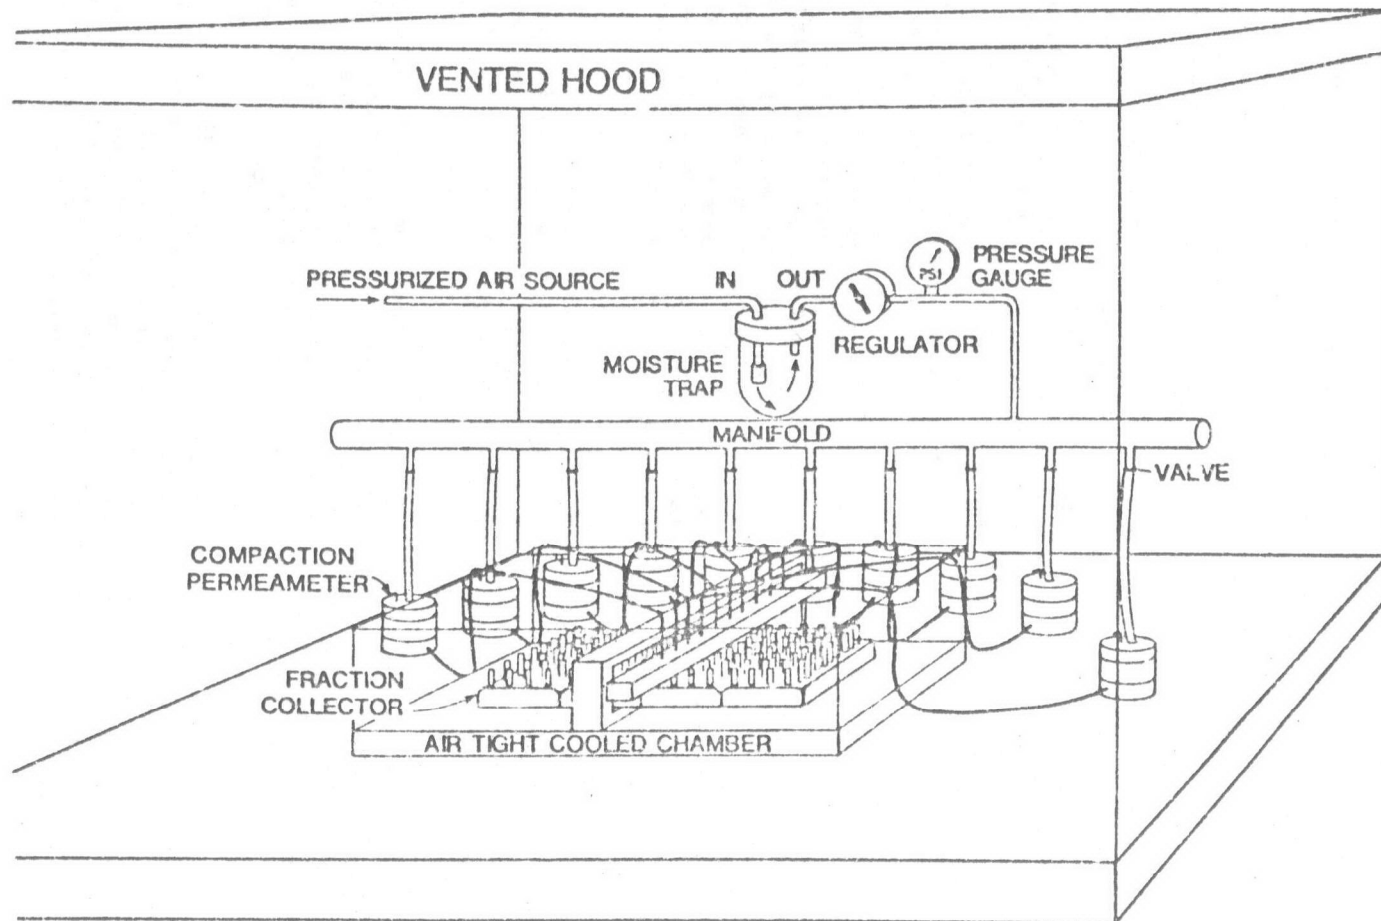 VENTED HOOD
PRESSURIZED AIR SOURCE
IN
OUT
PSI
PRESSURE
GAUGE
REGULATOR
MOISTURE
TRAP
MANIFOLD
VALVE
COMPACTION
PERMEAMETER
FRACTION
COLLECTOR
AIR TIGHT COOLED CHAMBER